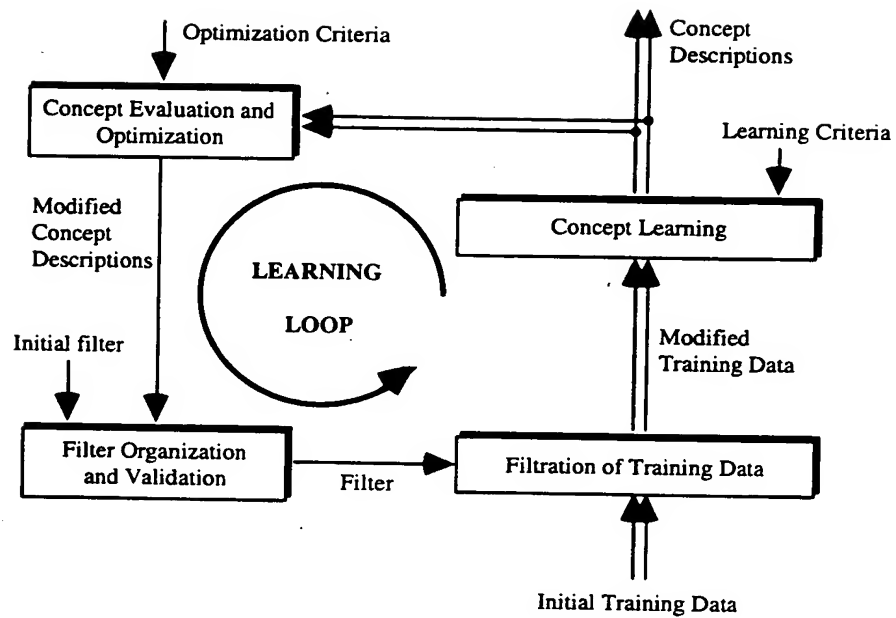 Optimization Criteria
Concept
Descriptions
Concept Evaluation and
Optimization
Learning Criteria
Modified
Concept
Descriptions
Concept Learning
LEARNING
LOOP
Initial filter
Modified
Training Data
Filter Organization
and Validation
Filter
Filtration of Training Data
Initial Training Data